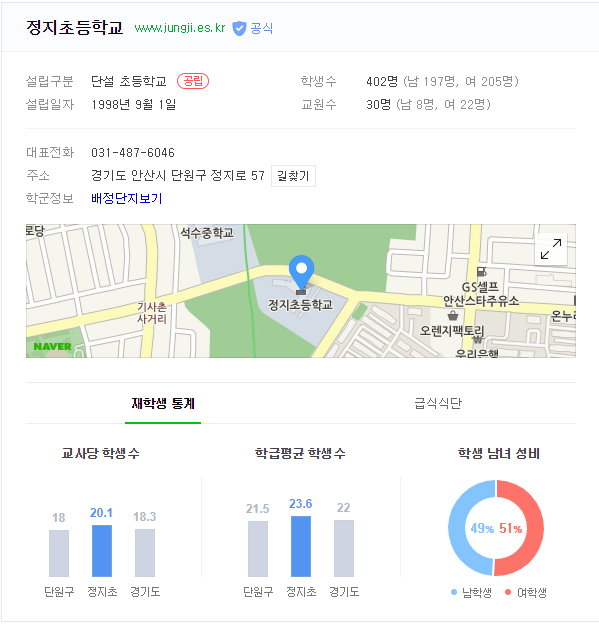 정지초등학교 www.jungji.es.kr 공식
설립구분 단설 초등학교 공립 학생수 402명 (남 197명, 여 205명)
설립일자 1998년 9월 1일 교원수 30명 (남 8명, 여 22명)
대표전화 031-487-6046
주소 경기도 안산시 단원구 정지로 57 길찾기
학군정보 배정단지보기
로당
석수중학교
GS셀프
안산스타주유소
정지초등학교
기사촌
사거리
온누리
오렌지팩토리
NAVER
우리은행
재학생 통계 급식식단
교사당 학생수 학급평균 학생수 학생 남녀 성비
18 20.1 18.3 21.5 23.6 22
49% 51%
단원구 정지초 경기도 단원구 정지초 경기도 남학생 여학생